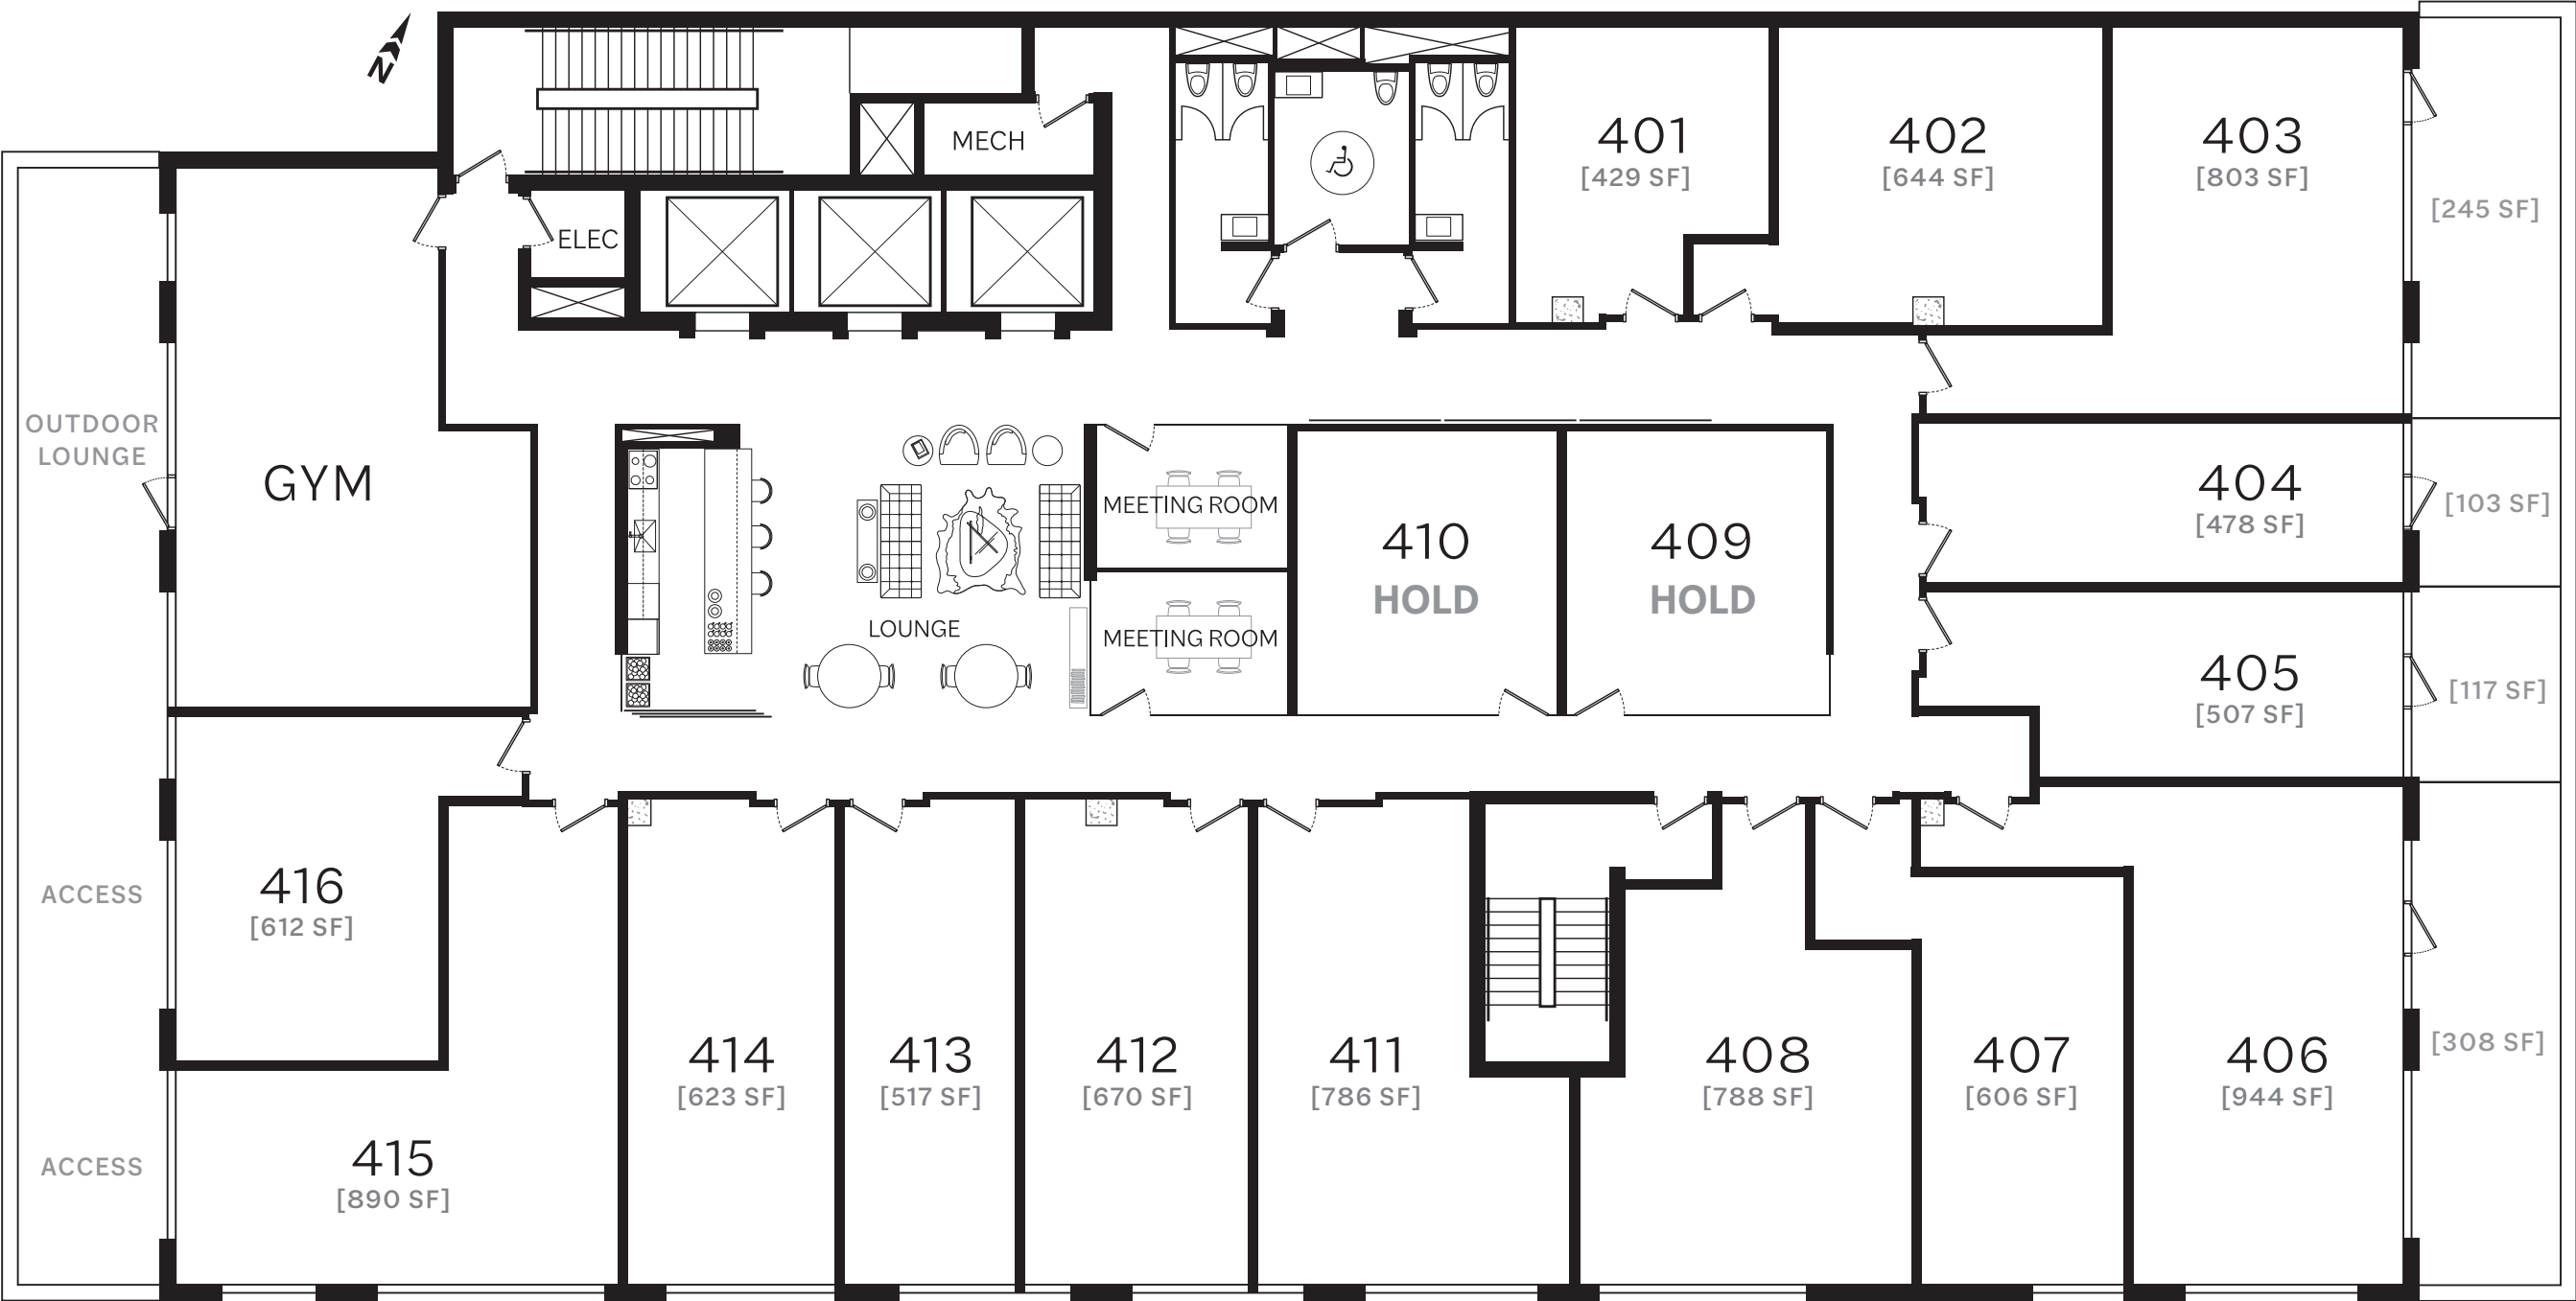 N
MECH
ELEC
401
[429 SF]
402
[644 SF]
403
[803 SF]
[245 SF]
OUTDOOR
LOUNGE
GYM
MEETING ROOM
410
HOLD
409
HOLD
404
[478 SF]
[103 SF]
LOUNGE
MEETING ROOM
405
[507 SF]
[117 SF]
ACCESS
416
[612 SF]
ACCESS
415
[890 SF]
414
[623 SF]
413
[517 SF]
412
[670 SF]
411
[786 SF]
408
[788 SF]
407
[606 SF]
406
[944 SF]
[308 SF]